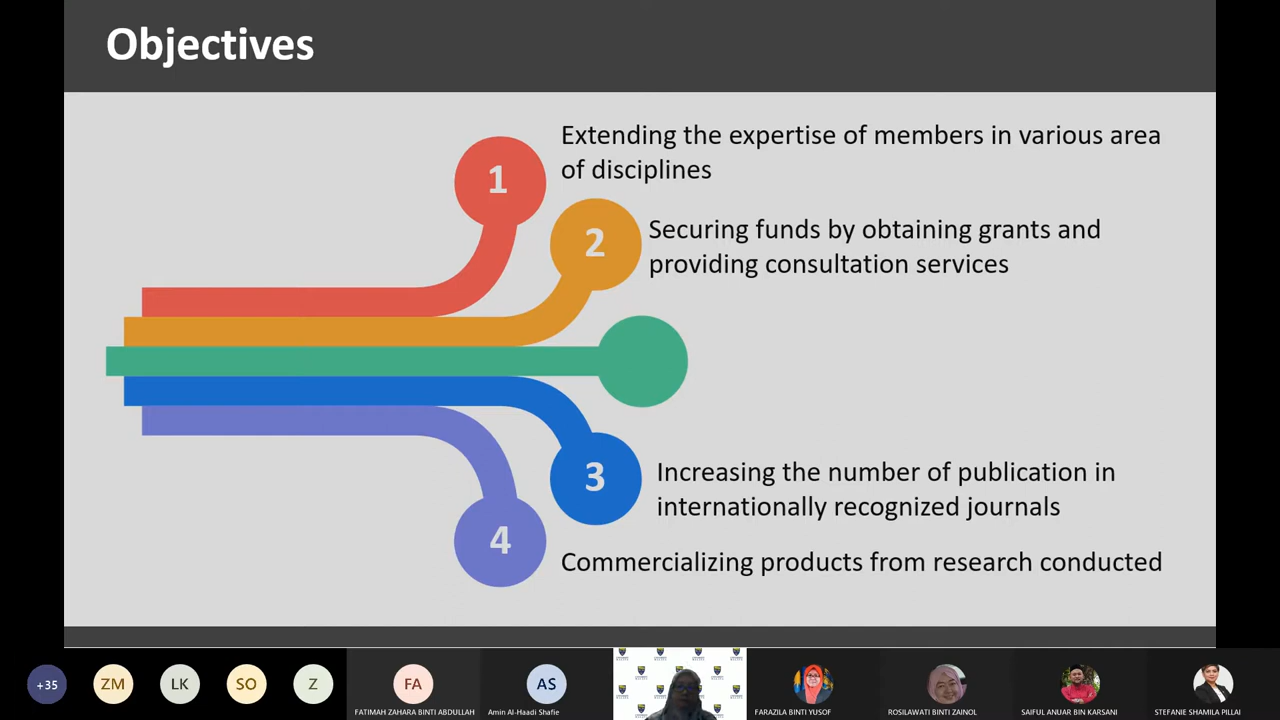 Objectives
1
Extending the expertise of members in various area
of disciplines
2
Securing funds by obtaining grants and
providing consultation services
3
Increasing the number of publication in
internationally recognized journals
4
Commercializing products from research conducted
+35
ZM
LK
SO
Z
FA
AS
FATIMAH ZAHARA BINTI ABDULLAH
Amin Al-Haadi Shafie
FARAZILA BINTI YUSOF
ROSILAWATI BINTI ZAINOL
SAIFUL ANUAR BIN KARSANI
STEFANIE SHAMILA PILLAI